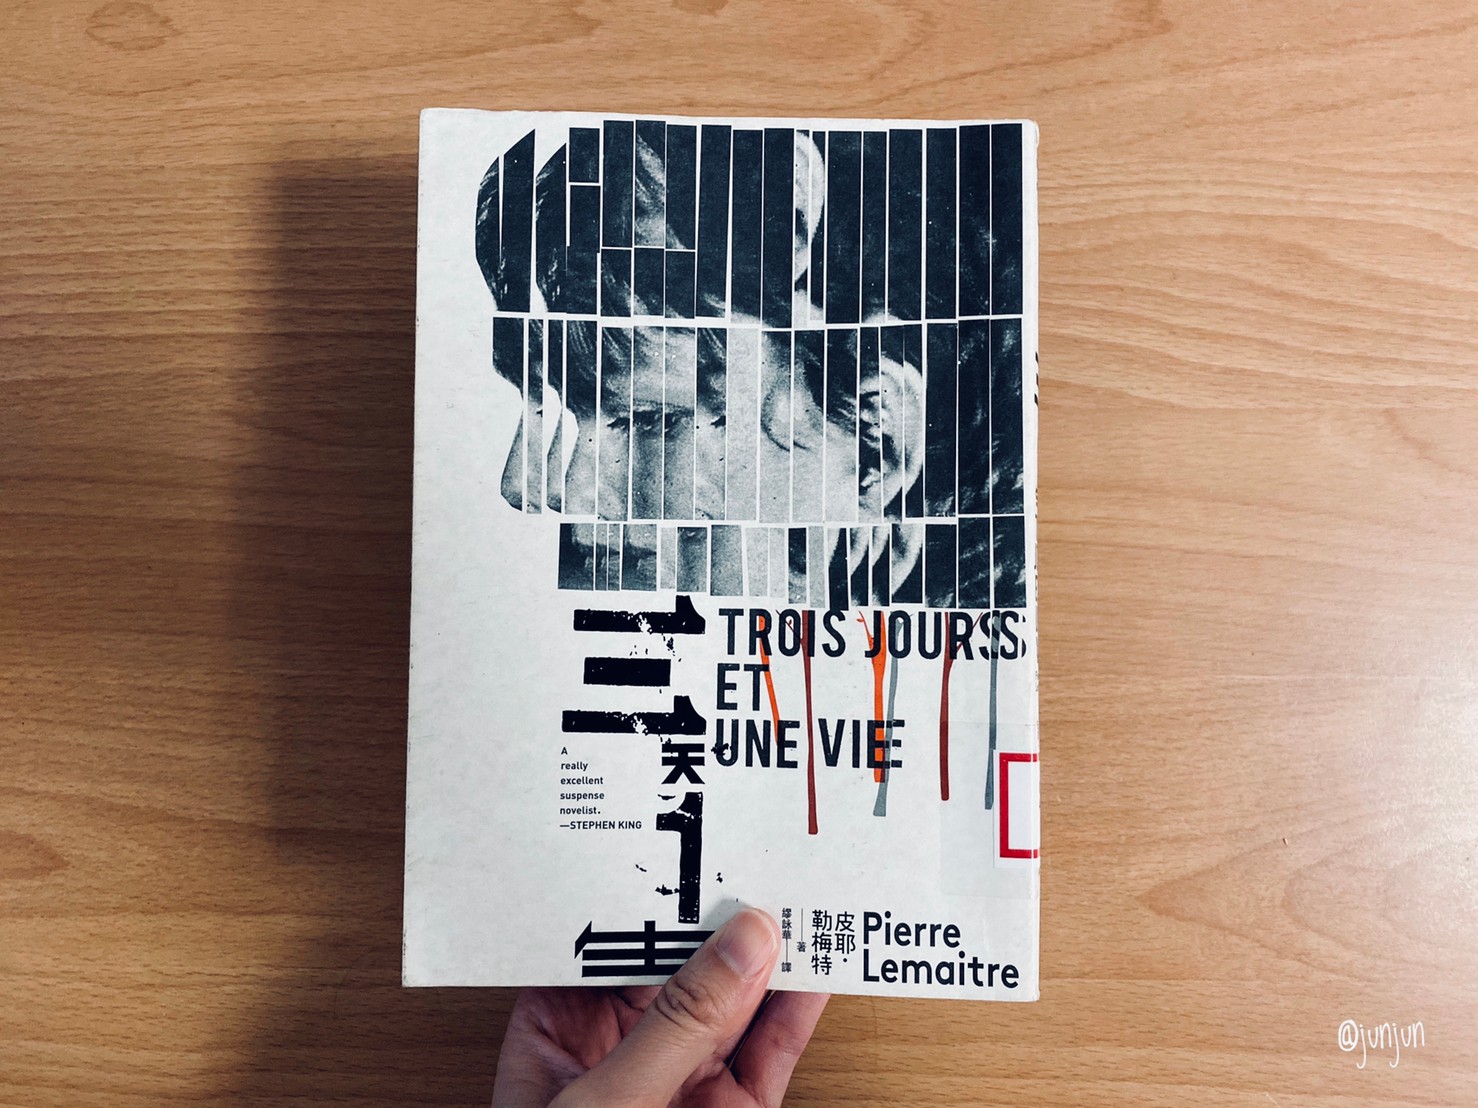 三天1生
TROIS JOURS
ET
UNE VIE
A
really
excellent
suspense
novelist.
—STEPHEN KING
Pierre
Lemaitre
皮耶·
勒梅特
著
繆詠華 譯
@junjun